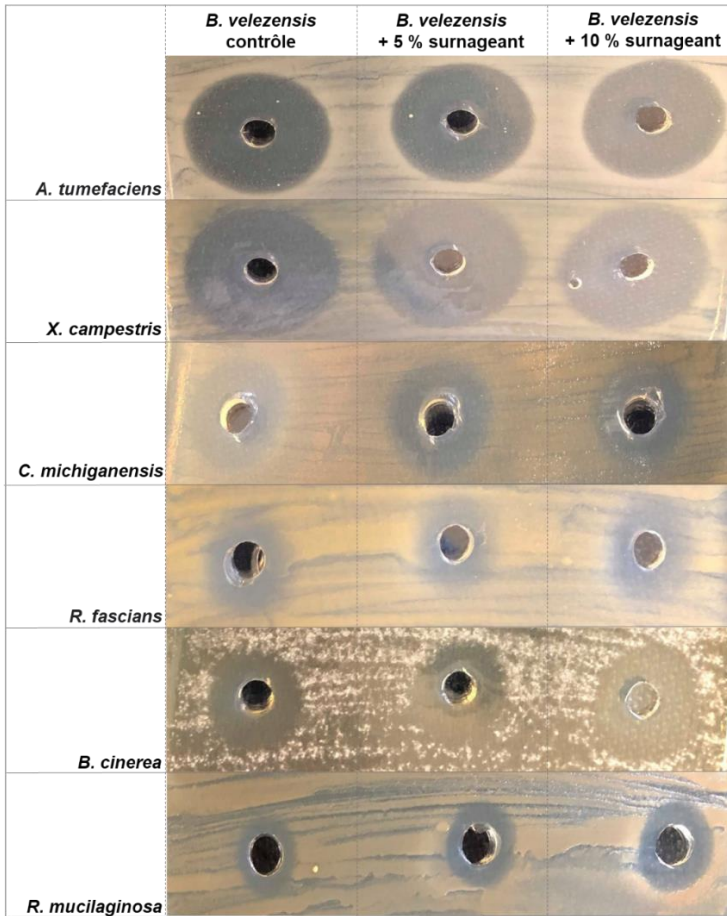 B. velezensis
contrôle
B. velezensis
+ 5 % surnageant
B. velezensis
+ 10 % surnageant
A. tumefaciens
X. campestris
C. michiganensis
R. fascians
B. cinerea
R. mucilaginosa